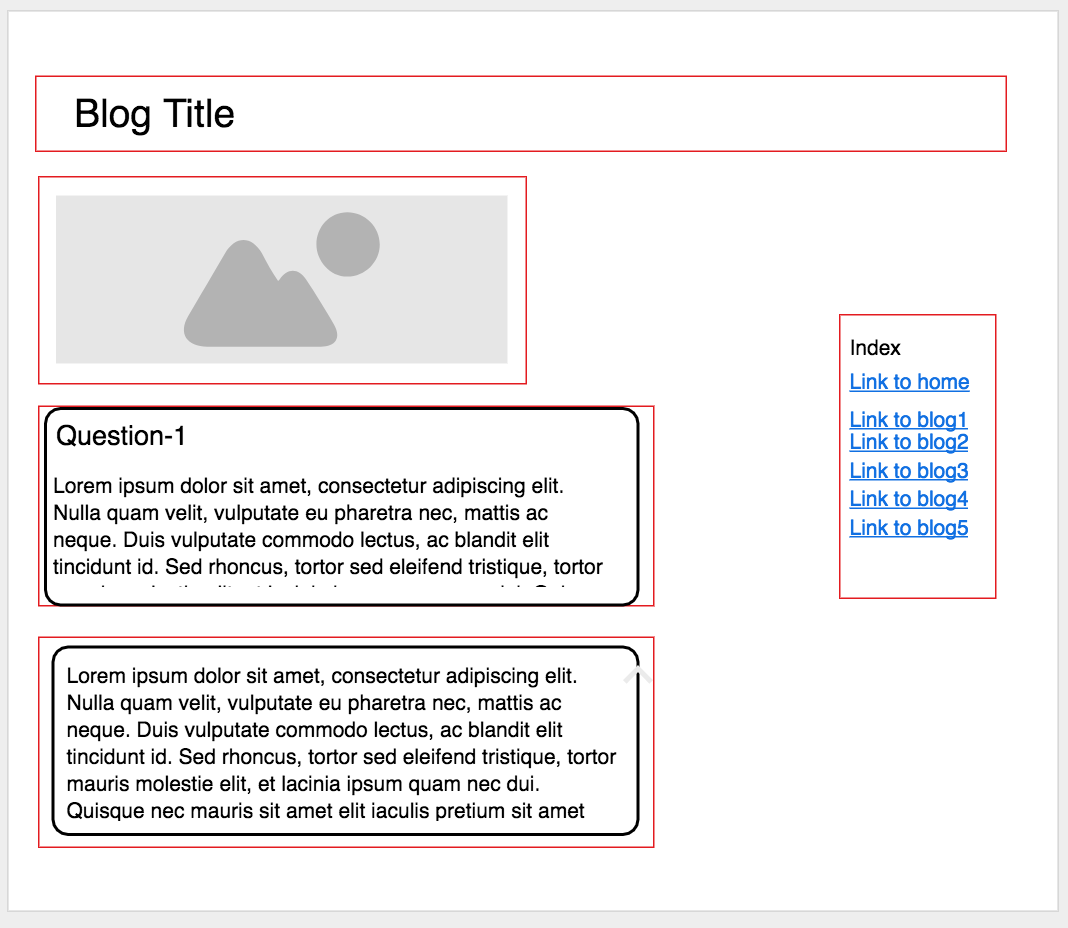 Blog Title
Question-1
Lorem ipsum dolor sit amet, consectetur adipiscing elit.
Nulla quam velit, vulputate eu pharetra nec, mattis ac
neque. Duis vulputate commodo lectus, ac blandit elit
tincidunt id. Sed rhoncus, tortor sed eleifend tristique, tortor
Lorem ipsum dolor sit amet, consectetur adipiscing elit.
Nulla quam velit, vulputate eu pharetra nec, mattis ac
neque. Duis vulputate commodo lectus, ac blandit elit
tincidunt id. Sed rhoncus, tortor sed eleifend tristique, tortor
mauris molestie elit, et lacinia ipsum quam nec dui.
Quisque nec mauris sit amet elit iaculis pretium sit amet
Index
Link to home
Link to blog1
Link to blog2
Link to blog3
Link to blog4
Link to blog5